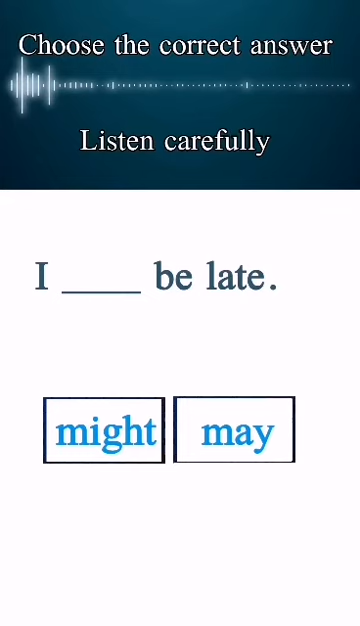 Choose the correct answer
Listen carefully
I ____ be late.
might may